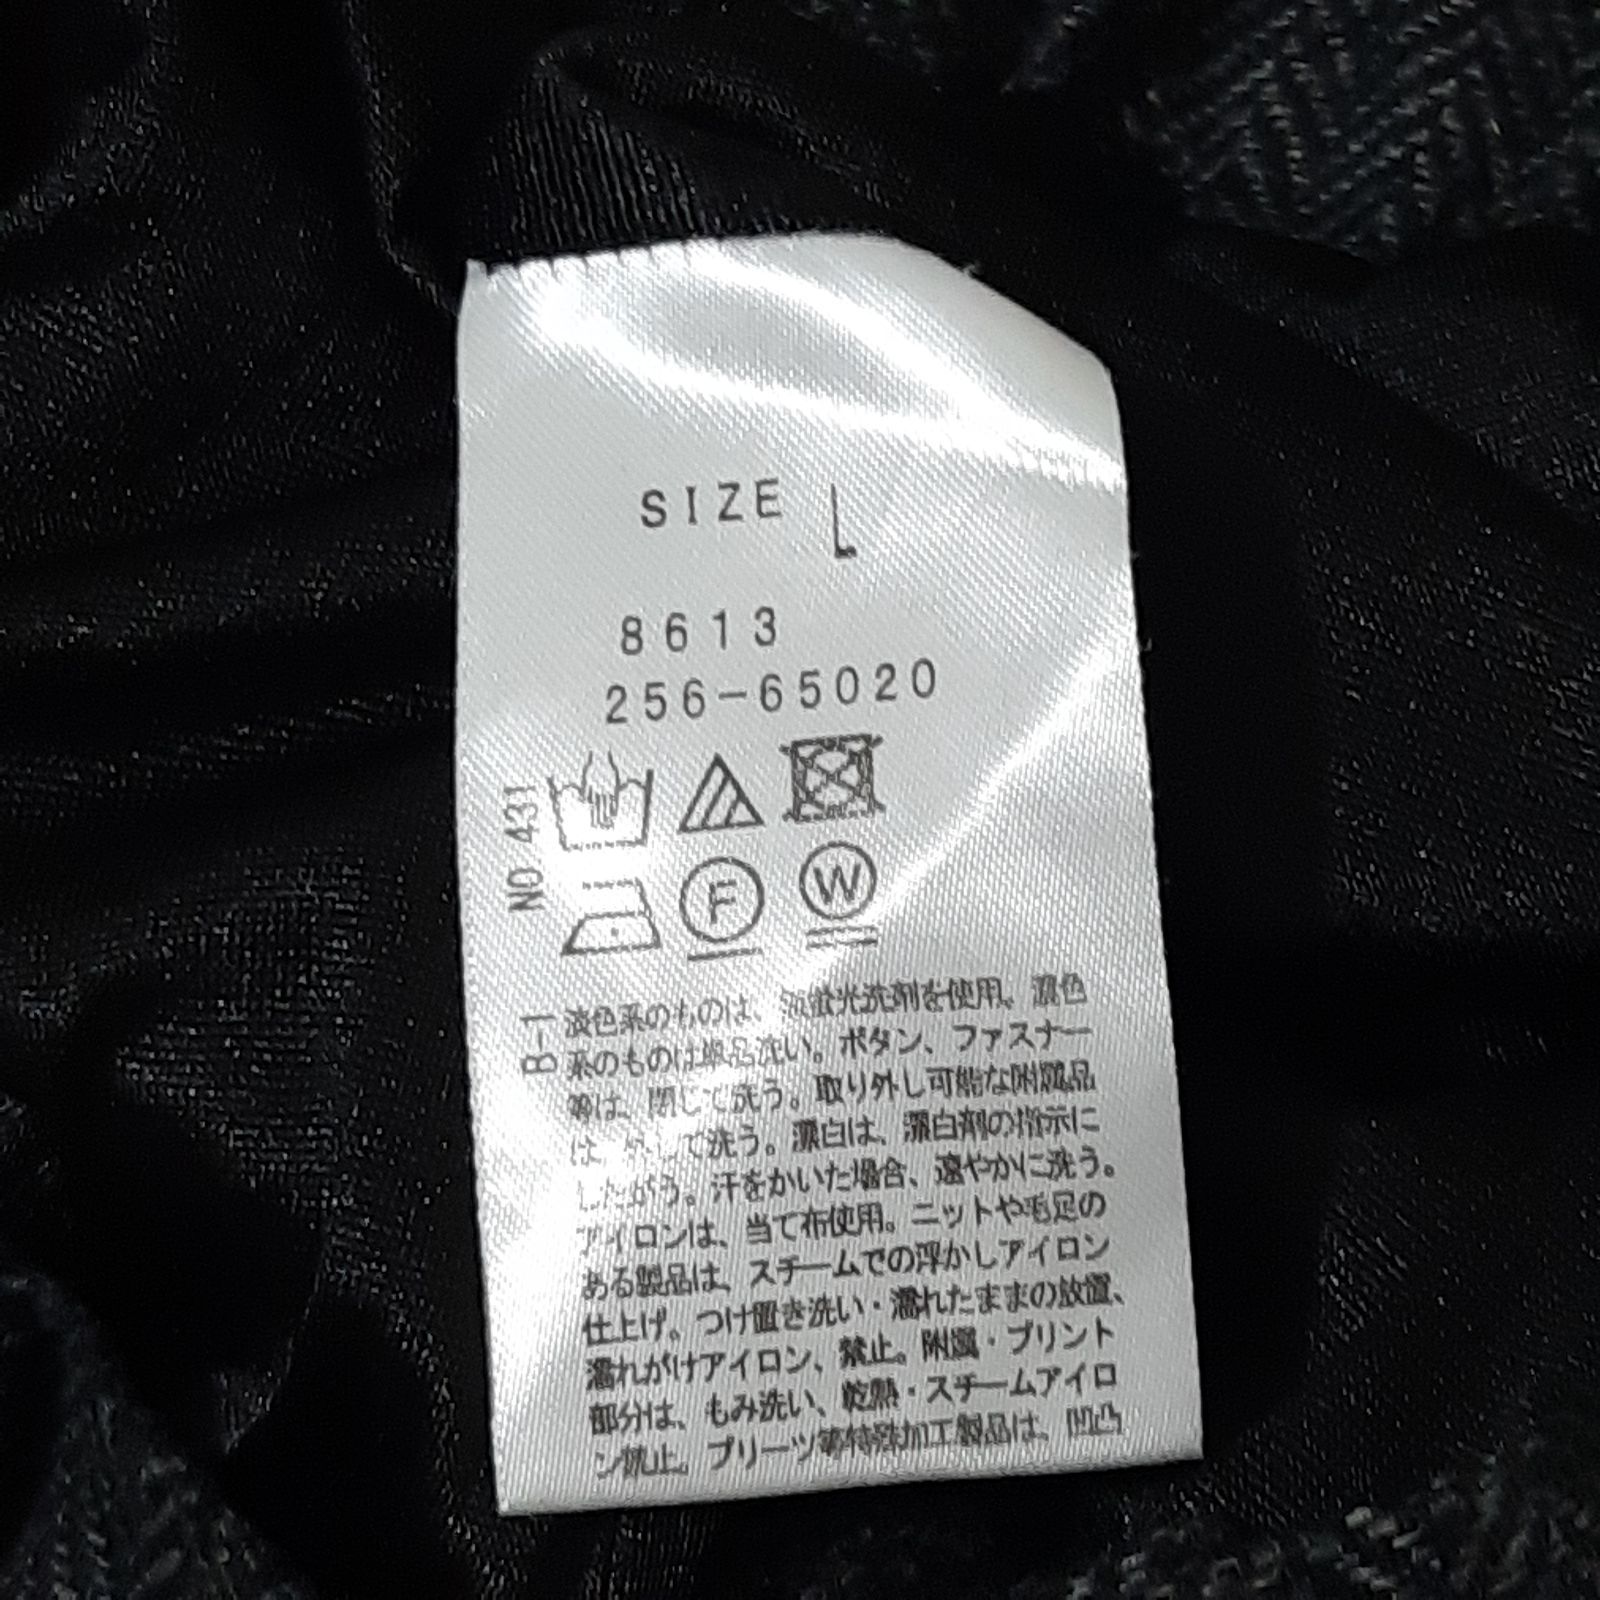 SIZE L
8613
256-65020
NO.431
F
W
B-1
淡色系のものは、無蛍光洗剤を使用。濃色
系のものは単品洗い。ボタン、ファスナー
等は、閉じて洗う。取り外し可能な附属品
は、して洗う。漂白は、漂白剤の指示に
したがう。汗をかいた場合、速やかに洗う。
アイロンは、当て布使用。ニットや毛足の
ある製品は、スチームでの浮かしアイロン
仕上げ。つけ置き洗い・濡れたままの放置、
濡れがけアイロン、禁止。附属・プリント
部分は、もみ洗い、乾熱・スチームアイロ
ン禁止。プリーツ等特殊加工製品は、凹凸